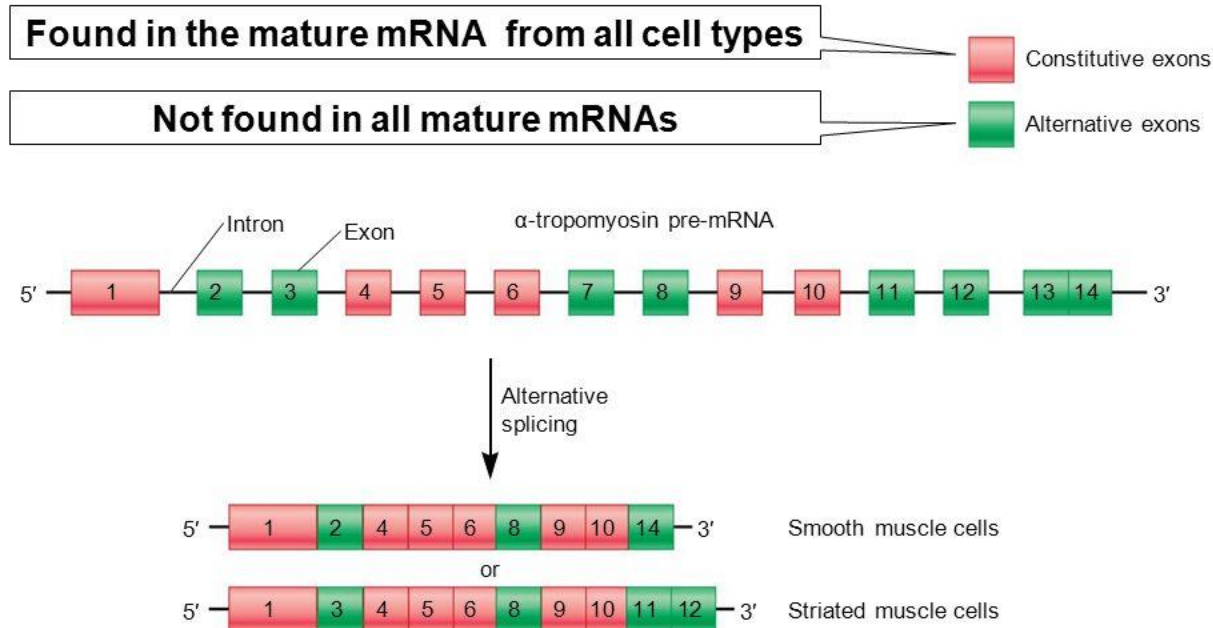 Found in the mature mRNA from all cell types
Constitutive exons
Not found in all mature mRNAs
Alternative exons
Intron
Exon
α-tropomyosin pre-mRNA
5′ 1 2 3 4 5 6 7 8 9 10 11 12 13 14 3′
Alternative
splicing
5′ 1 2 4 5 6 8 9 10 14 3′ Smooth muscle cells
or
5′ 1 3 4 5 6 8 9 10 11 12 3′ Striated muscle cells